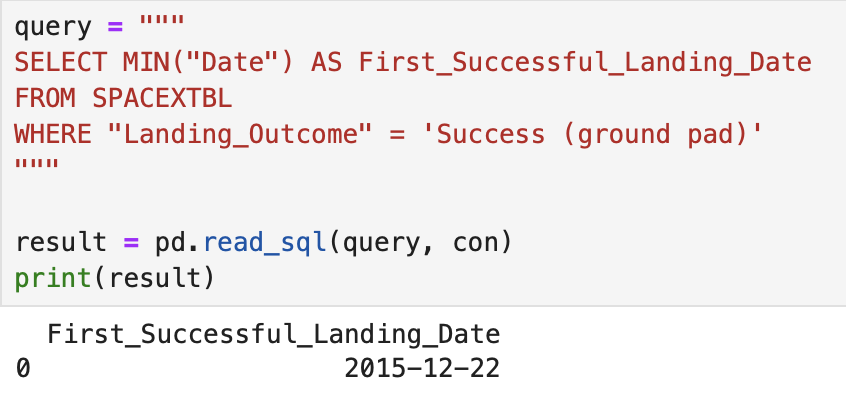 query = """
SELECT MIN("Date") AS First_Successful_Landing_Date
FROM SPACEXTBL
WHERE "Landing_Outcome" = 'Success (ground pad)'
"""
result = pd.read_sql(query, con)
print(result)
First_Successful_Landing_Date
0 2015-12-22